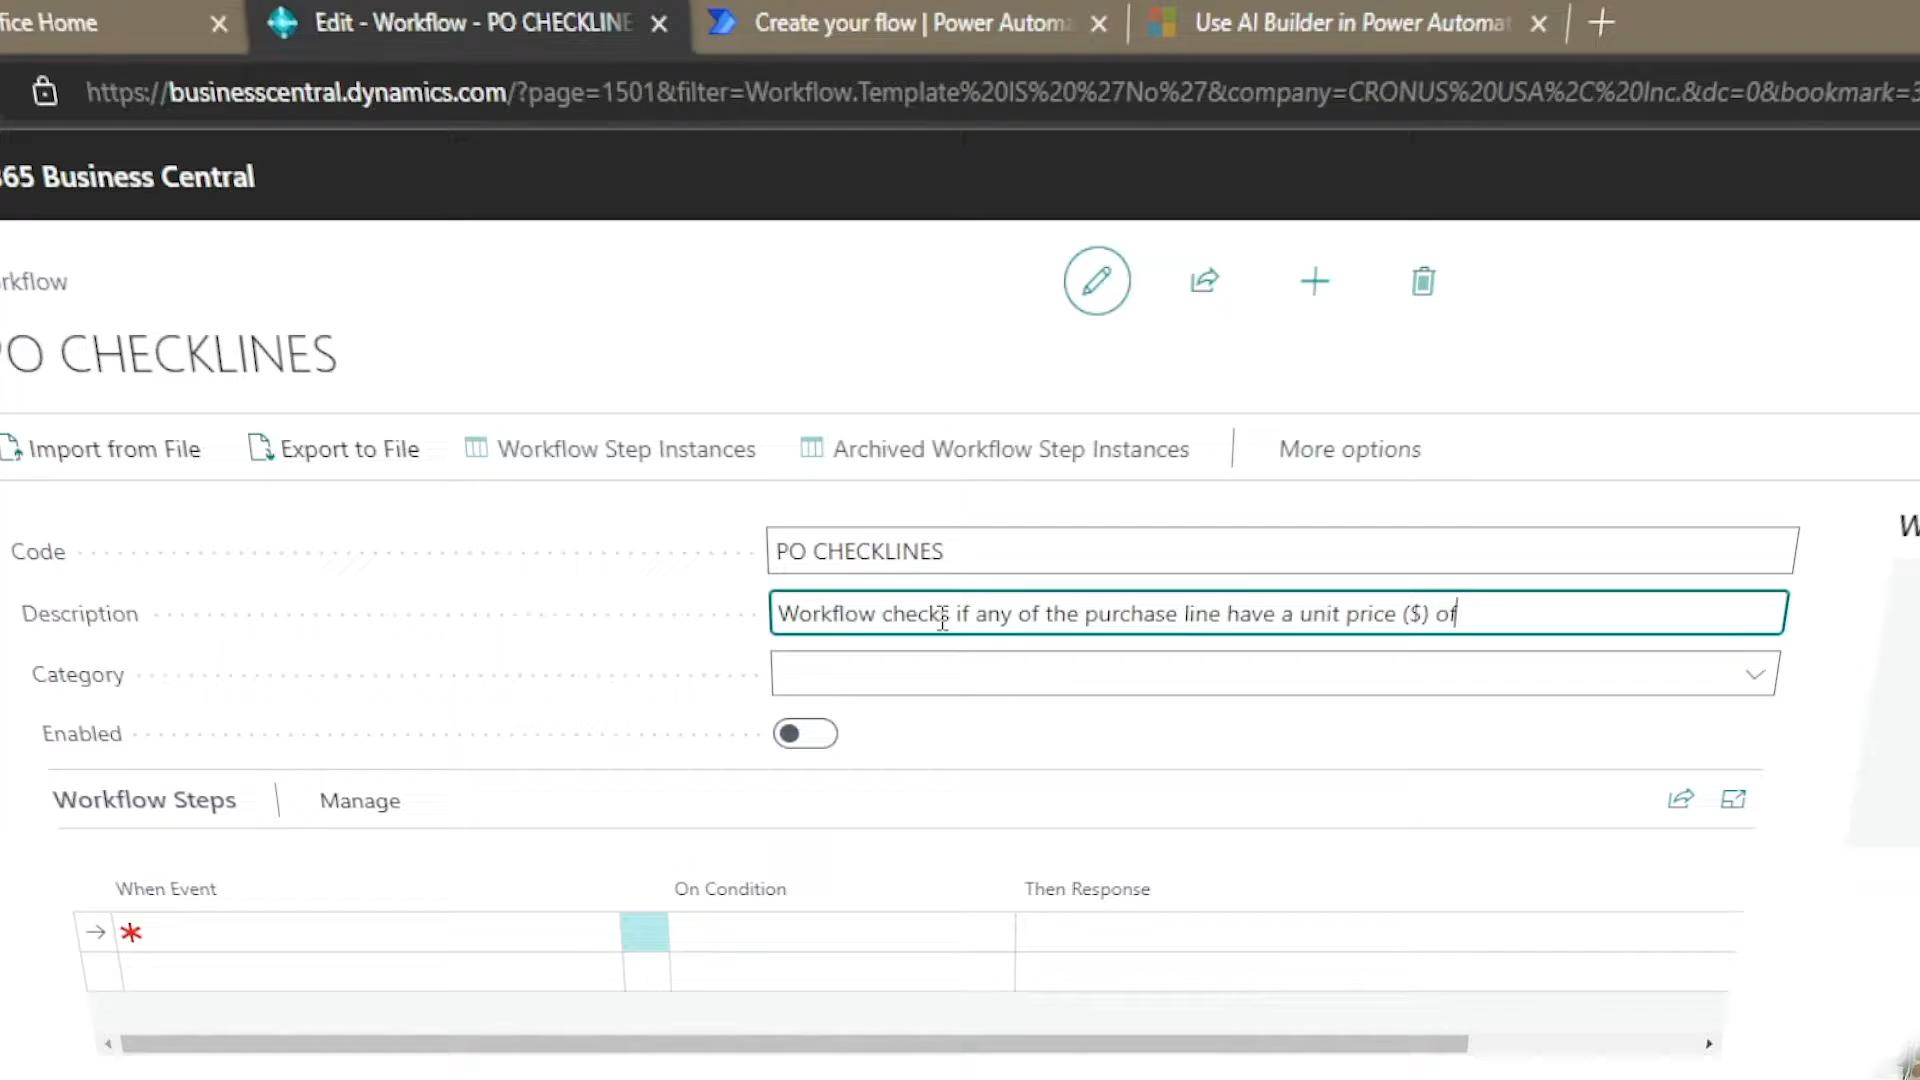 fice Home
Edit - Workflow - PO CHECKLINE
Create your flow | Power Automa
Use AI Builder in Power Automat
https://businesscentral.dynamics.com/?page=1501&filter=Workflow.Template%20IS%20%27No%27&company=CRONUS%20USA%2C%20Inc.&dc=0&bookmark=3
365 Business Central
rkflow
PO CHECKLINES
Import from File
Export to File
Workflow Step Instances
Archived Workflow Step Instances
More options
Code
PO CHECKLINES
W
Description
Workflow checks if any of the purchase line have a unit price ($) of
Category
Enabled
Workflow Steps
Manage
When Event
On Condition
Then Response